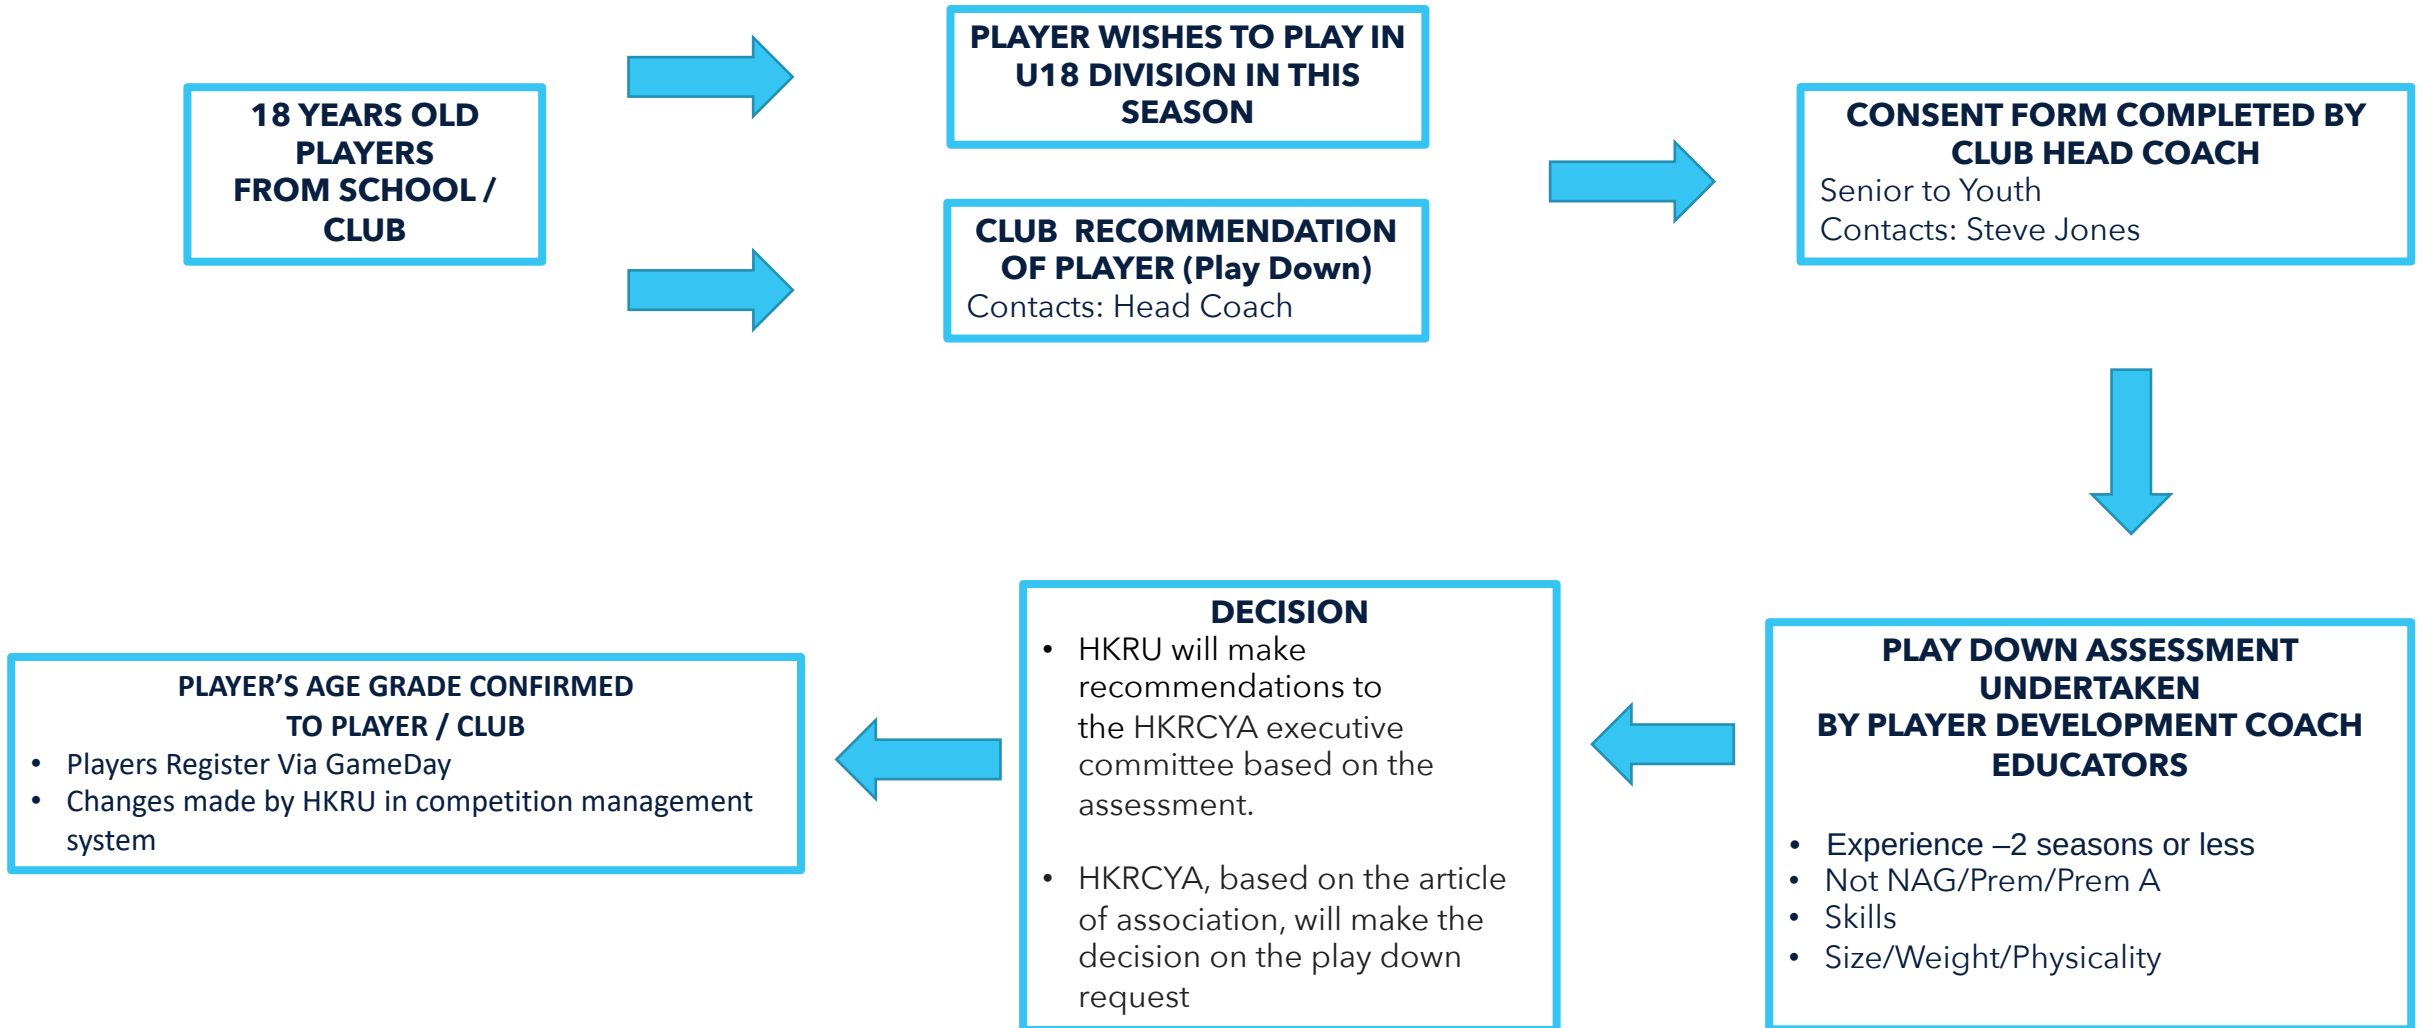 18 YEARS OLD
PLAYERS
FROM SCHOOL /
CLUB
PLAYER WISHES TO PLAY IN
U18 DIVISION IN THIS
SEASON
CLUB RECOMMENDATION
OF PLAYER (Play Down)
Contacts: Head Coach
CONSENT FORM COMPLETED BY
CLUB HEAD COACH
Senior to Youth
Contacts: Steve Jones
PLAY DOWN ASSESSMENT
UNDERTAKEN
BY PLAYER DEVELOPMENT COACH
EDUCATORS
• Experience –2 seasons or less
• Not NAG/Prem/Prem A
• Skills
• Size/Weight/Physicality
DECISION
• HKRU will make
recommendations to
the HKRCYA executive
committee based on the
assessment.
• HKRCYA, based on the article
of association, will make the
decision on the play down
request
PLAYER’S AGE GRADE CONFIRMED
TO PLAYER / CLUB
• Players Register Via GameDay
• Changes made by HKRU in competition management
system